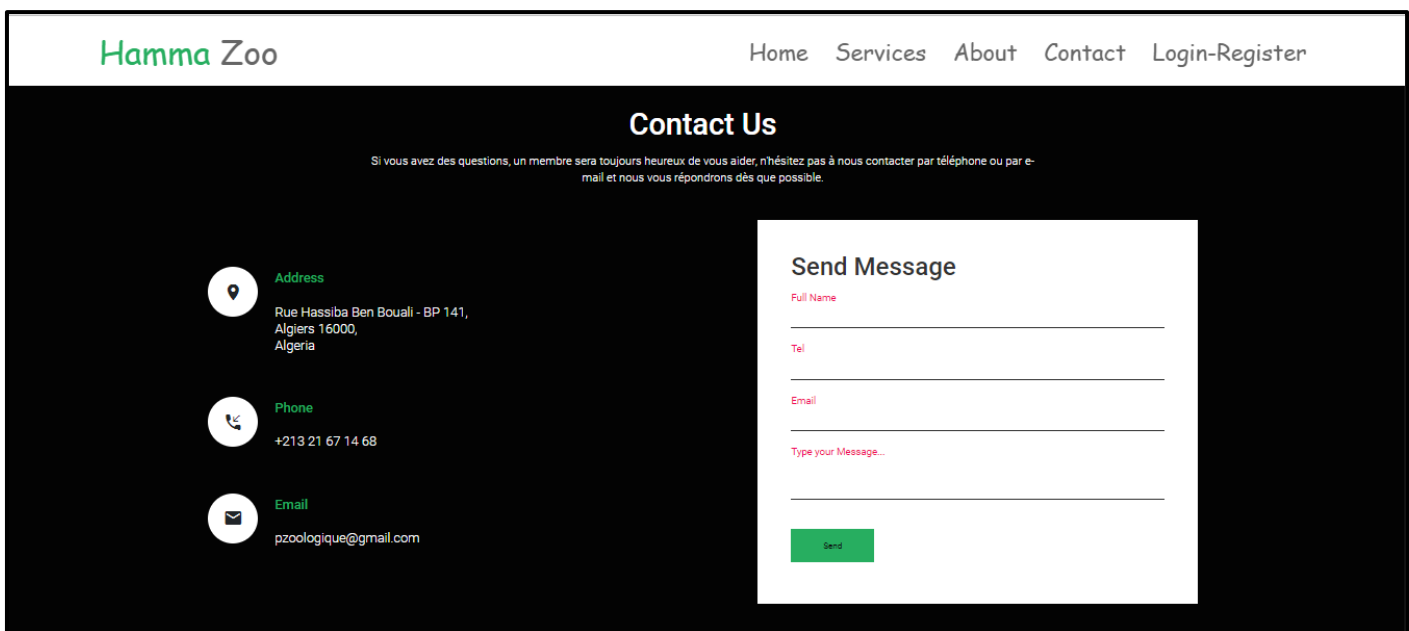 Hamma Zoo
Home Services About Contact Login-Register
Contact Us
Si vous avez des questions, un membre sera toujours heureux de vous aider, n'hésitez pas à nous contacter par téléphone ou par e-
mail et nous vous répondrons dès que possible.
Address
Rue Hassiba Ben Bouali - BP 141,
Algiers 16000,
Algeria
Phone
+213 21 67 14 68
Email
pzoologique@gmail.com
Send Message
Full Name
Tel
Email
Type your Message...
Send